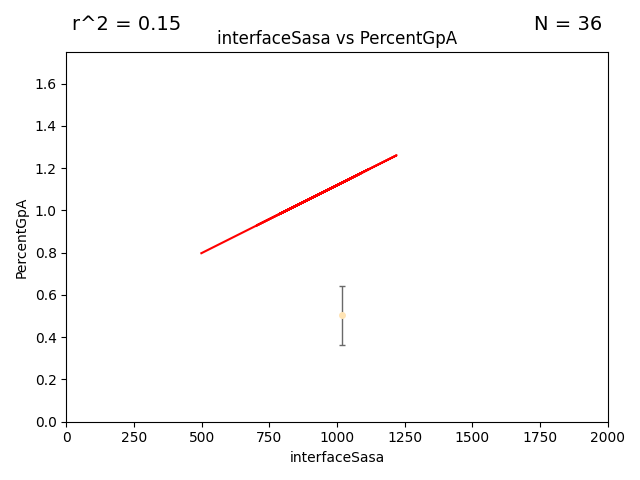 r^2 = 0.15
N = 36
interfaceSasa vs PercentGpA
1.6
1.4
1.2
1.0
0.8
0.6
0.4
0.2
0.0
PercentGpA
0 250 500 750 1000 1250 1500 1750 2000
interfaceSasa